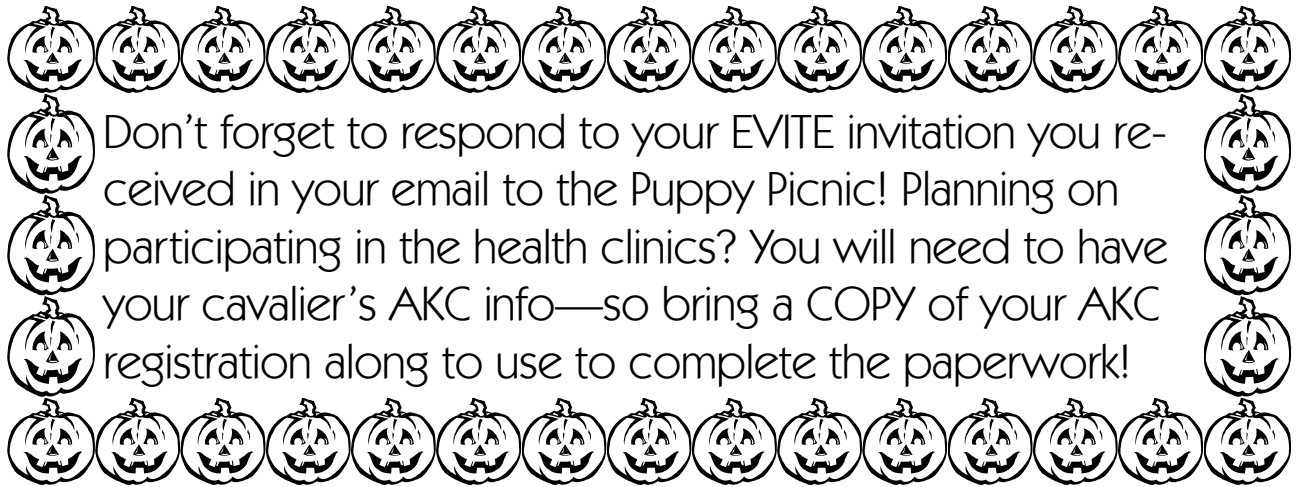 Don’t forget to respond to your EVITE invitation you re-
ceived in your email to the Puppy Picnic! Planning on
participating in the health clinics? You will need to have
your cavalier’s AKC info—so bring a COPY of your AKC
registration along to use to complete the paperwork!